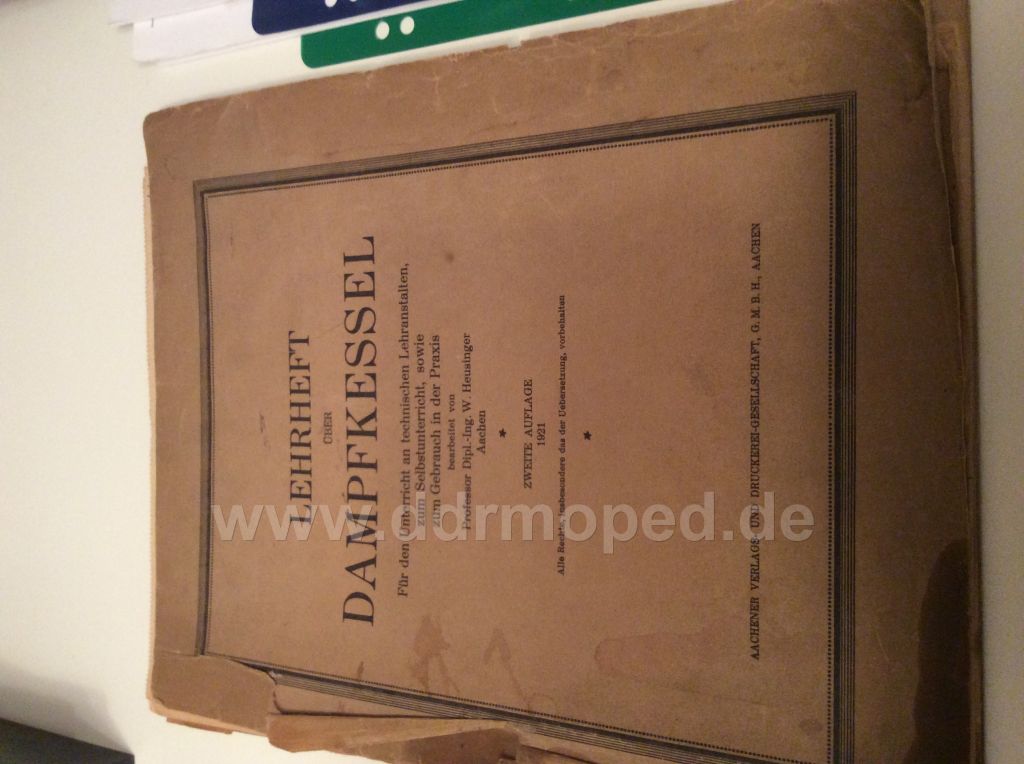 LEHRHEFT
ÜBER
DAMPFKESSEL
Für den Unterricht an technischen Lehranstalten,
zum Selbstunterricht, sowie
zum Gebrauch in der Praxis
bearbeitet von
Professor Dipl.-Ing. W. Heusinger
Aachen
*
ZWEITE AUFLAGE
1921
Alle Rechte, insbesondere das der Uebersetzung, vorbehalten
*
AACHENER VERLAGS- UND DRUCKEREI-GESELLSCHAFT, G. M. B. H., AACHEN
www.ddrmoped.de